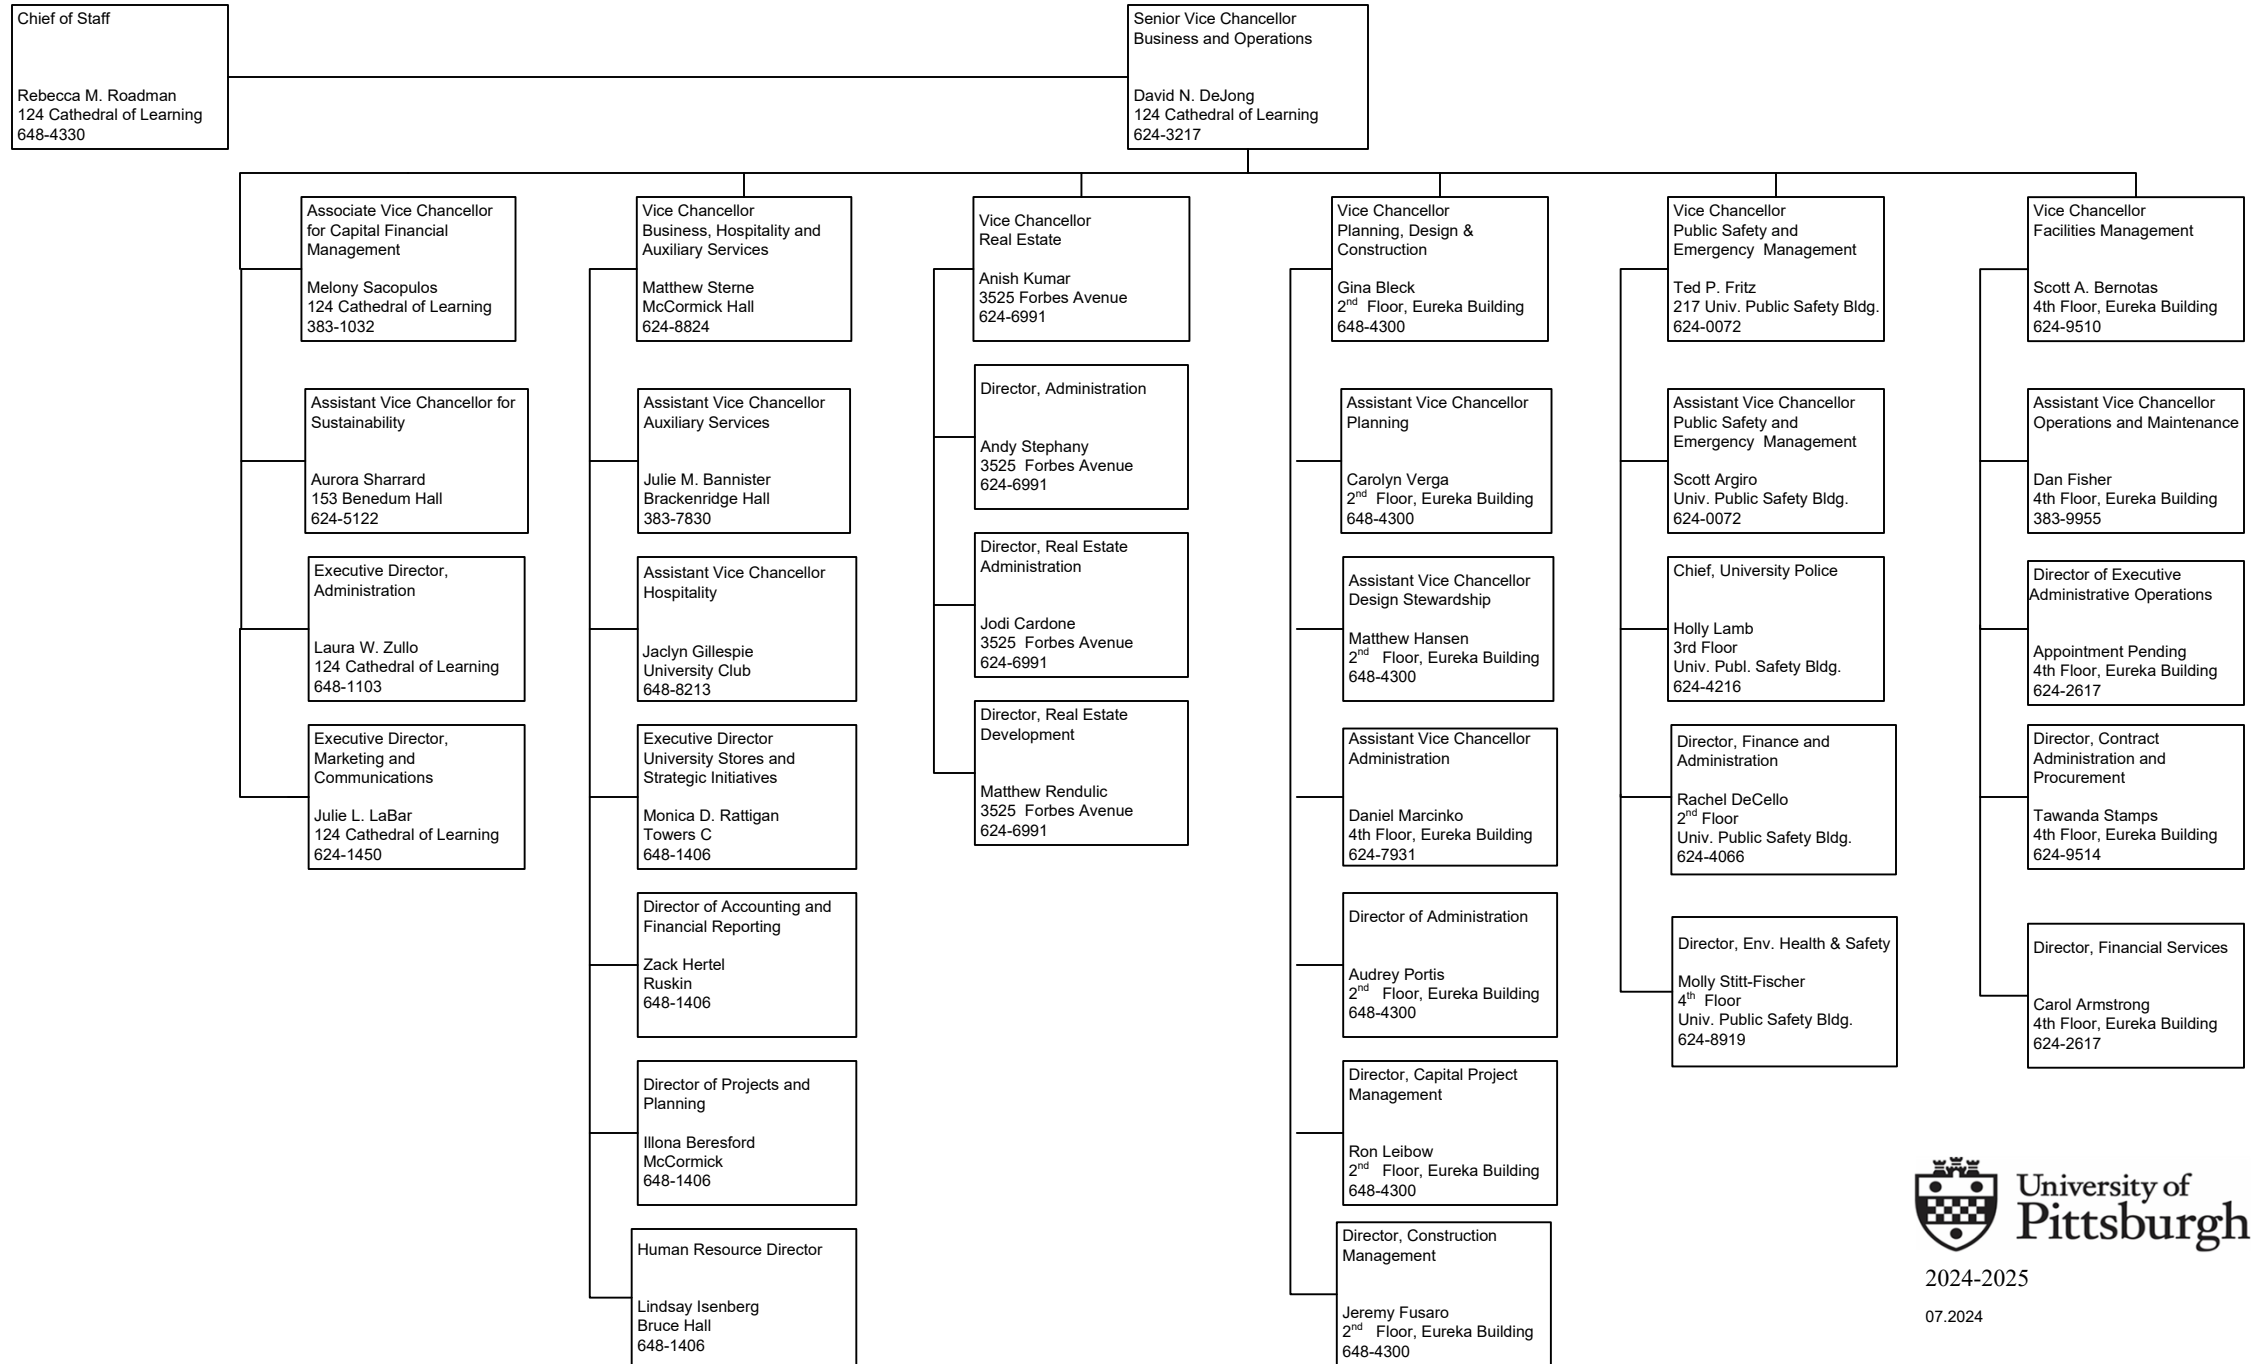 Chief of Staff
Rebecca M. Roadman
124 Cathedral of Learning
648-4330
Senior Vice Chancellor
Business and Operations
David N. DeJong
124 Cathedral of Learning
624-3217
Associate Vice Chancellor
for Capital Financial
Management
Melony Sacopulos
124 Cathedral of Learning
383-1032
Assistant Vice Chancellor for
Sustainability
Aurora Sharrard
153 Benedum Hall
624-5122
Executive Director,
Administration
Laura W. Zullo
124 Cathedral of Learning
648-1103
Executive Director,
Marketing and
Communications
Julie L. LaBar
124 Cathedral of Learning
624-1450
Vice Chancellor
Business, Hospitality and
Auxiliary Services
Matthew Sterne
McCormick Hall
624-8824
Assistant Vice Chancellor
Auxiliary Services
Julie M. Bannister
Brackenridge Hall
383-7830
Assistant Vice Chancellor
Hospitality
Jaclyn Gillespie
University Club
648-8213
Executive Director
University Stores and
Strategic Initiatives
Monica D. Rattigan
Towers C
648-1406
Director of Accounting and
Financial Reporting
Zack Hertel
Ruskin
648-1406
Director of Projects and
Planning
Illona Beresford
McCormick
648-1406
Human Resource Director
Lindsay Isenberg
Bruce Hall
648-1406
Vice Chancellor
Real Estate
Anish Kumar
3525 Forbes Avenue
624-6991
Director, Administration
Andy Stephany
3525 Forbes Avenue
624-6991
Director, Real Estate
Administration
Jodi Cardone
3525 Forbes Avenue
624-6991
Director, Real Estate
Development
Matthew Rendulic
3525 Forbes Avenue
624-6991
Vice Chancellor
Planning, Design &
Construction
Gina Bleck
2nd Floor, Eureka Building
648-4300
Assistant Vice Chancellor
Planning
Carolyn Verga
2nd Floor, Eureka Building
648-4300
Assistant Vice Chancellor
Design Stewardship
Matthew Hansen
2nd Floor, Eureka Building
648-4300
Assistant Vice Chancellor
Administration
Daniel Marcinko
4th Floor, Eureka Building
624-7931
Director of Administration
Audrey Portis
2nd Floor, Eureka Building
648-4300
Director, Capital Project
Management
Ron Leibow
2nd Floor, Eureka Building
648-4300
Director, Construction
Management
Jeremy Fusaro
2nd Floor, Eureka Building
648-4300
Vice Chancellor
Public Safety and
Emergency Management
Ted P. Fritz
217 Univ. Public Safety Bldg.
624-0072
Assistant Vice Chancellor
Public Safety and
Emergency Management
Scott Argiro
Univ. Public Safety Bldg.
624-0072
Chief, University Police
Holly Lamb
3rd Floor
Univ. Publ. Safety Bldg.
624-4216
Director, Finance and
Administration
Rachel DeCello
2nd Floor
Univ. Public Safety Bldg.
624-4066
Director, Env. Health & Safety
Molly Stitt-Fischer
4th Floor
Univ. Public Safety Bldg.
624-8919
Vice Chancellor
Facilities Management
Scott A. Bernotas
4th Floor, Eureka Building
624-9510
Assistant Vice Chancellor
Operations and Maintenance
Dan Fisher
4th Floor, Eureka Building
383-9955
Director of Executive
Administrative Operations
Appointment Pending
4th Floor, Eureka Building
624-2617
Director, Contract
Administration and
Procurement
Tawanda Stamps
4th Floor, Eureka Building
624-9514
Director, Financial Services
Carol Armstrong
4th Floor, Eureka Building
624-2617
University of
Pittsburgh
2024-2025
07.2024